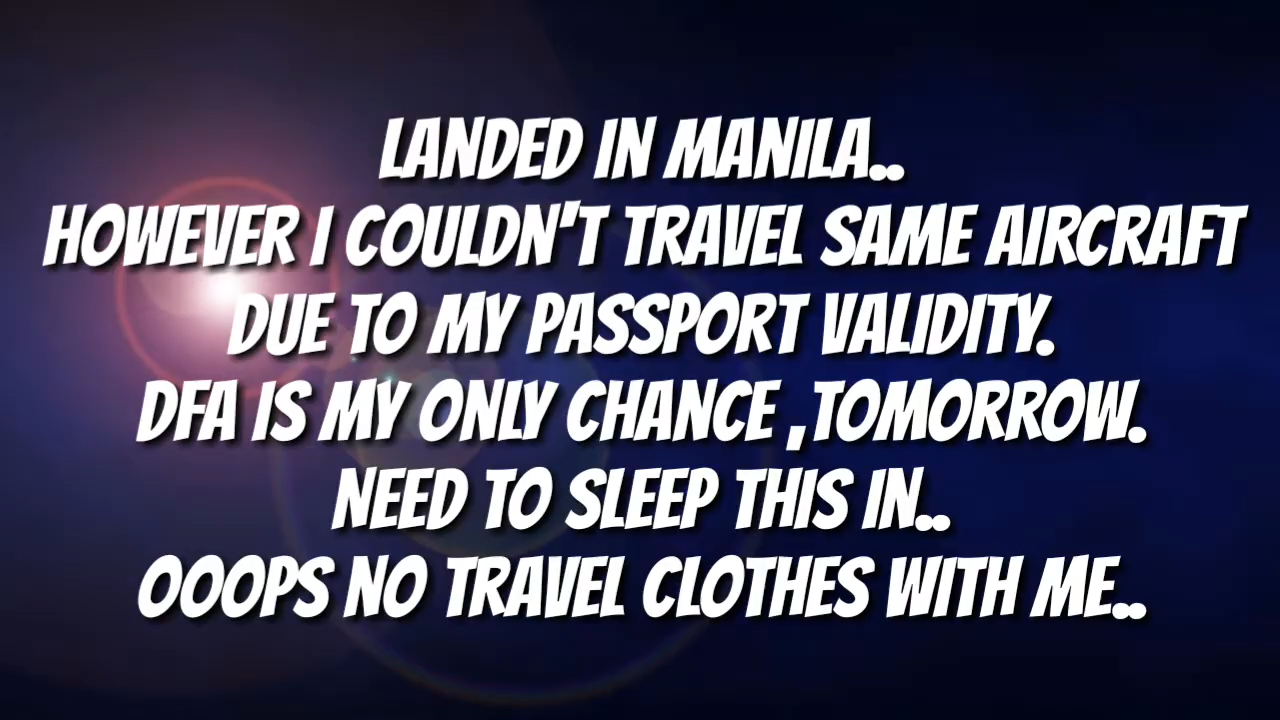 LANDED IN MANILA..
HOWEVER I COULDN'T TRAVEL SAME AIRCRAFT
DUE TO MY PASSPORT VALIDITY.
DFA IS MY ONLY CHANCE ,TOMORROW.
NEED TO SLEEP THIS IN..
OOOPS NO TRAVEL CLOTHES WITH ME..